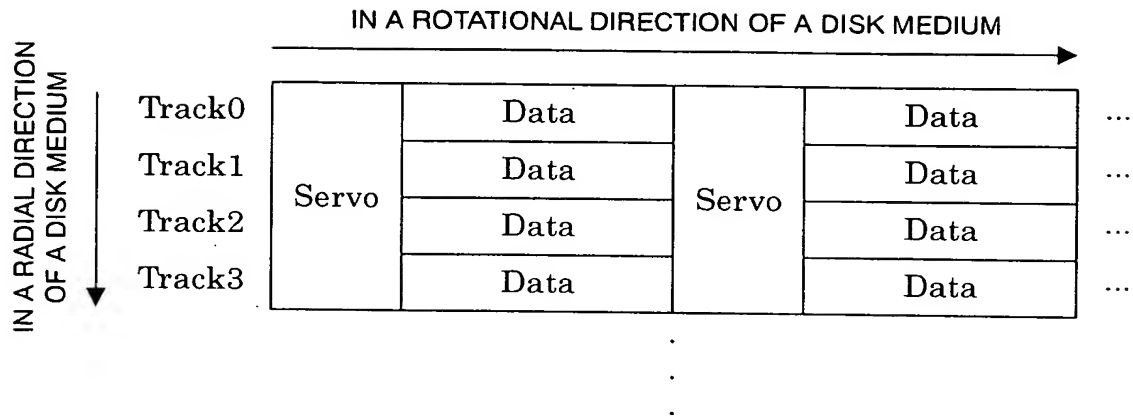 IN A ROTATIONAL DIRECTION OF A DISK MEDIUM
IN A RADIAL DIRECTION
OF A DISK MEDIUM
Track0 Data Data ...
Track1 Data Data ...
Servo Servo
Track2 Data Data ...
Track3 Data Data ...